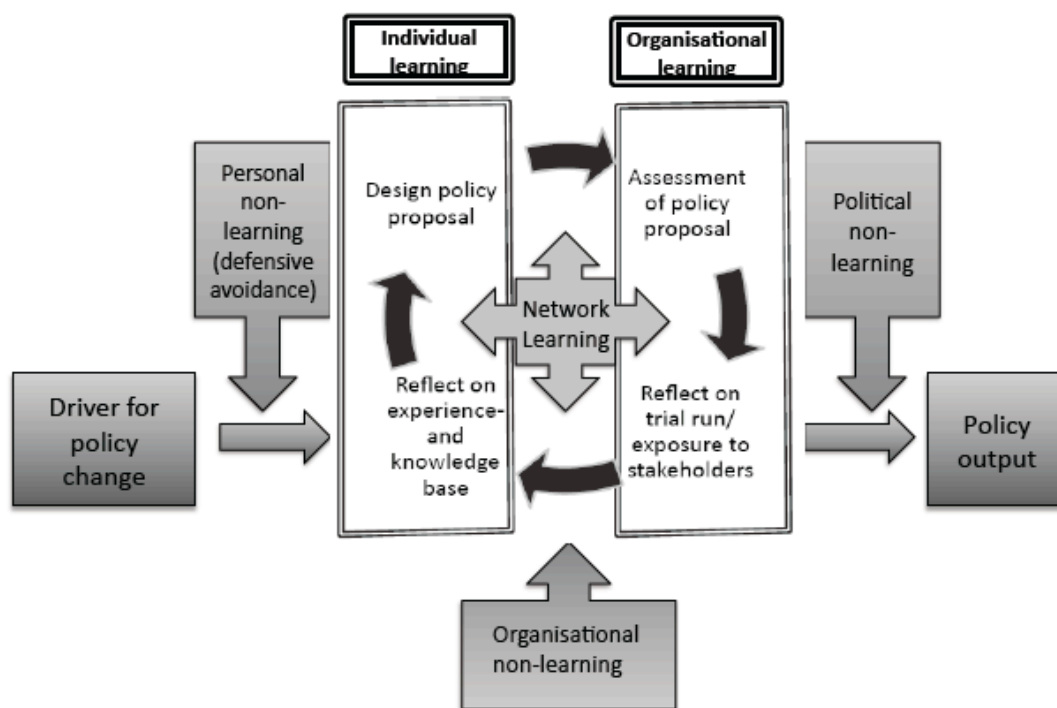 Individual
learning
Organisational
learning
Personal
non-
learning
(defensive
avoidance)
Design policy
proposal
Assessment
of policy
proposal
Political
non-
learning
Network
Learning
Driver for
policy
change
Reflect on
experience-
and
knowledge
base
Reflect on
trial run/
exposure to
stakeholders
Policy
output
Organisational
non-learning